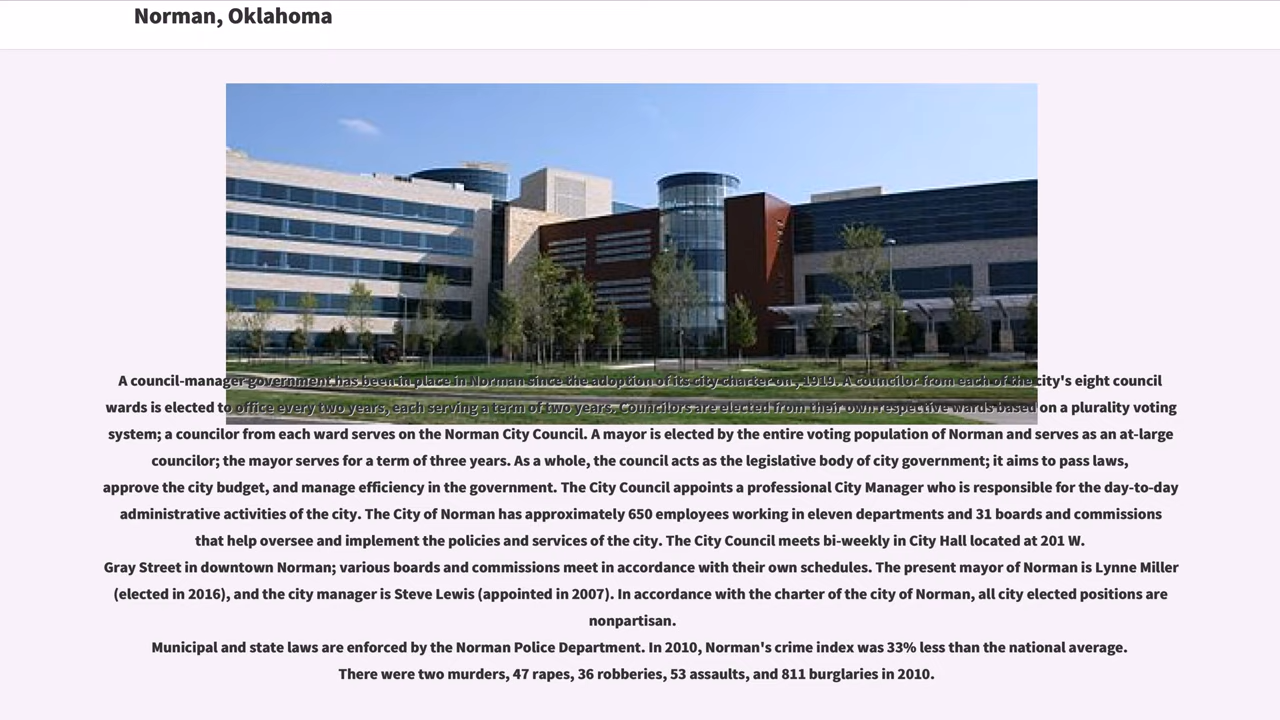 Norman, Oklahoma
A council-manager government has been in place in Norman since the adoption of its city charter on , 1919. A councilor from each of the city's eight council
wards is elected to office every two years, each serving a term of two years. Councilors are elected from their own respective wards based on a plurality voting
system; a councilor from each ward serves on the Norman City Council. A mayor is elected by the entire voting population of Norman and serves as an at-large
councilor; the mayor serves for a term of three years. As a whole, the council acts as the legislative body of city government; it aims to pass laws,
approve the city budget, and manage efficiency in the government. The City Council appoints a professional City Manager who is responsible for the day-to-day
administrative activities of the city. The City of Norman has approximately 650 employees working in eleven departments and 31 boards and commissions
that help oversee and implement the policies and services of the city. The City Council meets bi-weekly in City Hall located at 201 W.
Gray Street in downtown Norman; various boards and commissions meet in accordance with their own schedules. The present mayor of Norman is Lynne Miller
(elected in 2016), and the city manager is Steve Lewis (appointed in 2007). In accordance with the charter of the city of Norman, all city elected positions are
nonpartisan.
Municipal and state laws are enforced by the Norman Police Department. In 2010, Norman's crime index was 33% less than the national average.
There were two murders, 47 rapes, 36 robberies, 53 assaults, and 811 burglaries in 2010.